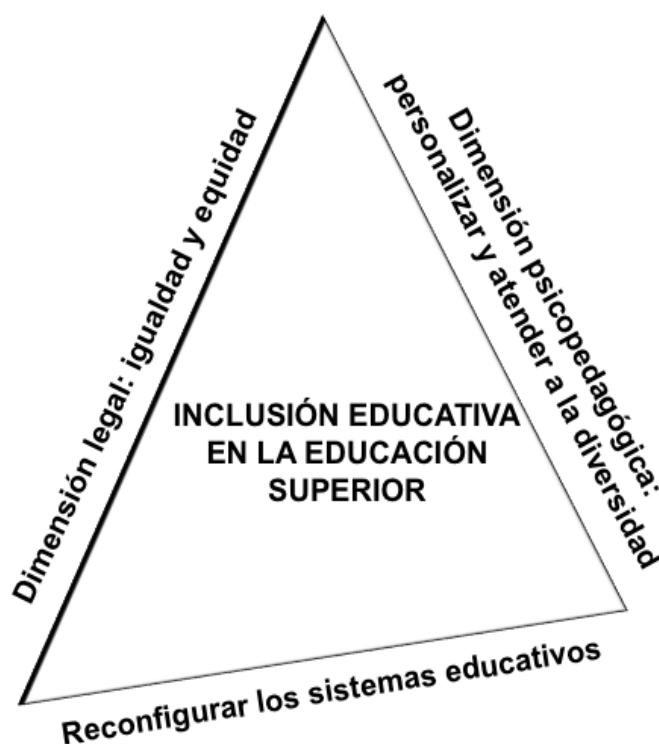 Dimensión legal: igualdad y equidad
Dimensión psicopedagógica:
personalizar y atender a la diversidad
INCLUSIÓN EDUCATIVA
EN LA EDUCACIÓN
SUPERIOR
Reconfigurar los sistemas educativos